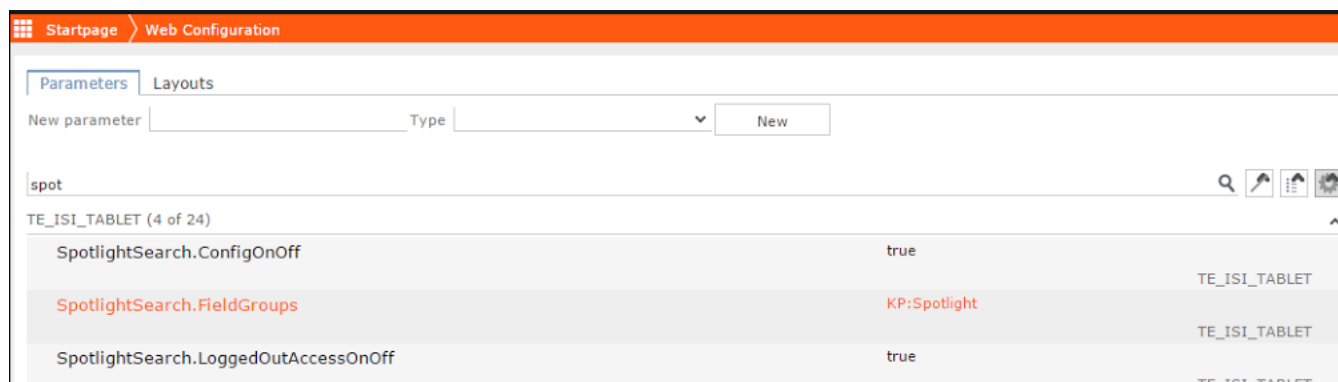 Startpage Web Configuration
Parameters Layouts
New parameter Type New
spot
TE_ISI_TABLET (4 of 24)
SpotlightSearch.ConfigOnOff true
TE_ISI_TABLET
SpotlightSearch.FieldGroups KP:Spotlight
TE_ISI_TABLET
SpotlightSearch.LoggedOutAccessOnOff true
TE_ISI_TABLET